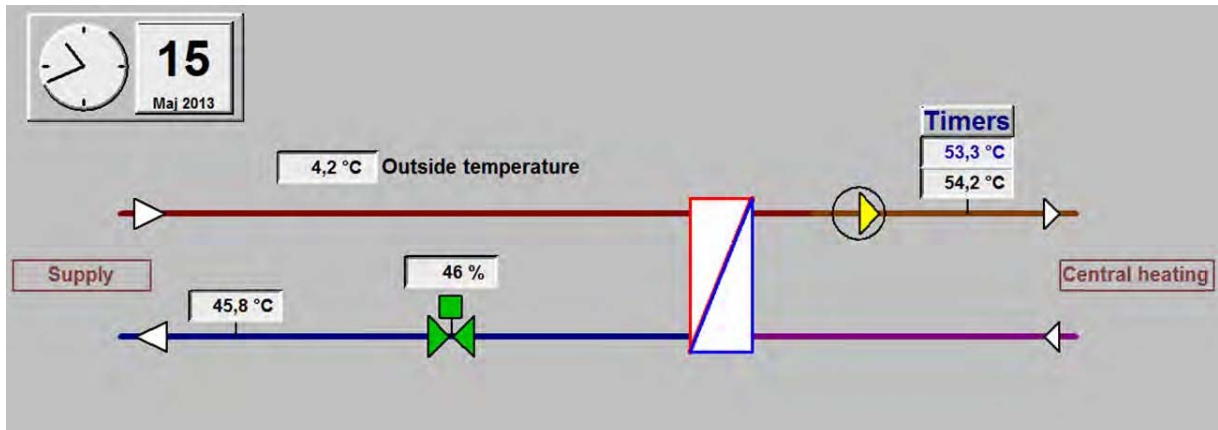 15
Maj 2013
Timers
53,3 °C
4,2 °C Outside temperature
54,2 °C
Supply
46 %
Central heating
45,8 °C